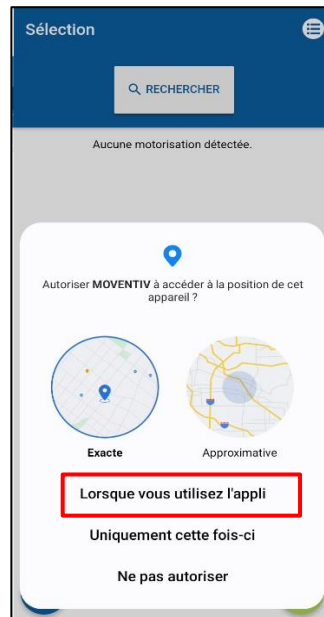 Sélection
RECHERCHER
Aucune motorisation détectée.
Autoriser MOVENTIV à accéder à la position de cet
appareil ?
Exacte
Approximative
Lorsque vous utilisez l'appli
Uniquement cette fois-ci
Ne pas autoriser